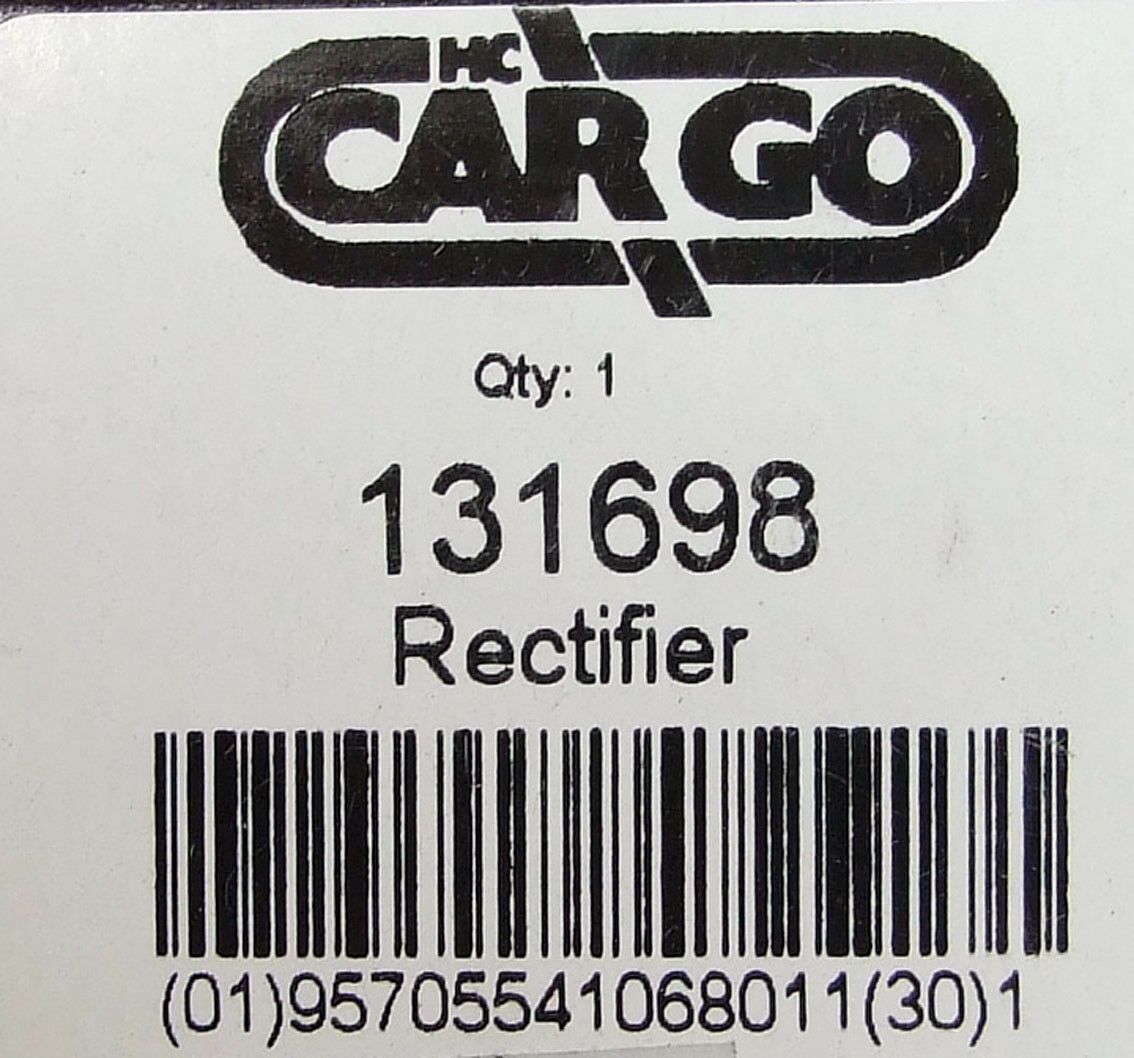 HC
CARGO
Qty: 1
131698
Rectifier
(01)95705541068011(30)1